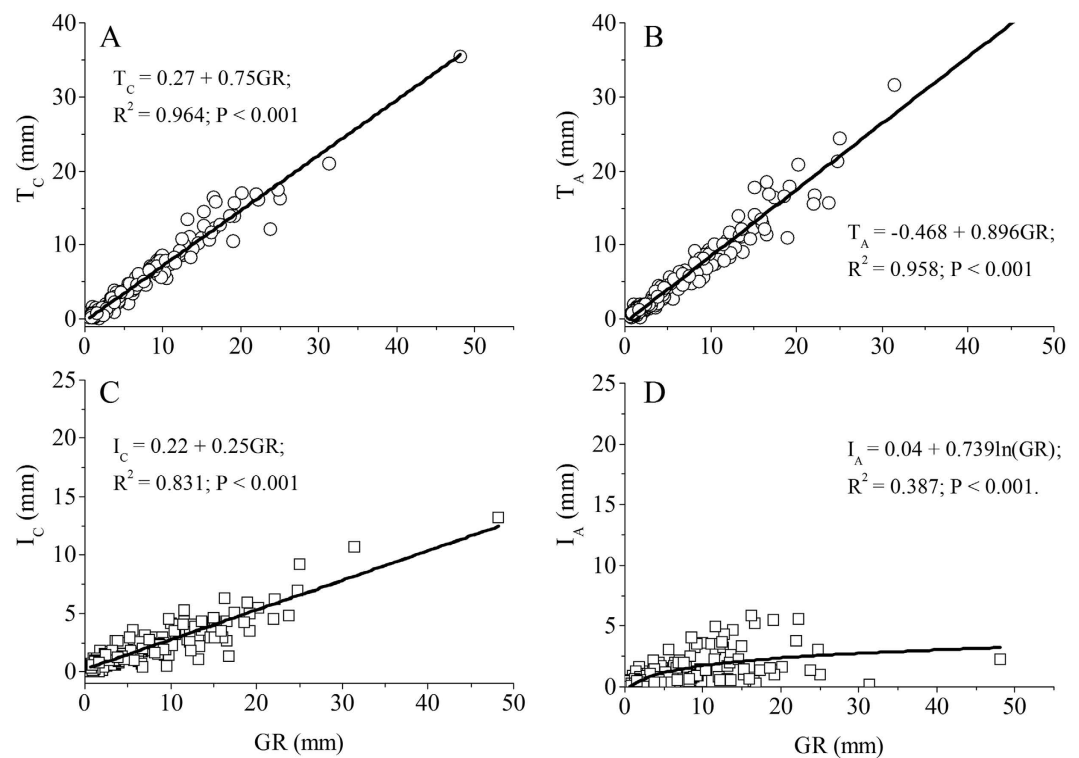 A
T_C = 0.27 + 0.75GR;
R² = 0.964; P < 0.001
T_C (mm)
40
30
20
10
0
0 10 20 30 40 50
B
T_A = -0.468 + 0.896GR;
R² = 0.958; P < 0.001
T_A (mm)
40
30
20
10
0
0 10 20 30 40 50
C
I_C = 0.22 + 0.25GR;
R² = 0.831; P < 0.001
I_C (mm)
25
20
15
10
5
0
0 10 20 30 40 50
GR (mm)
D
I_A = 0.04 + 0.739ln(GR);
R² = 0.387; P < 0.001.
I_A (mm)
25
20
15
10
5
0
0 10 20 30 40 50
GR (mm)